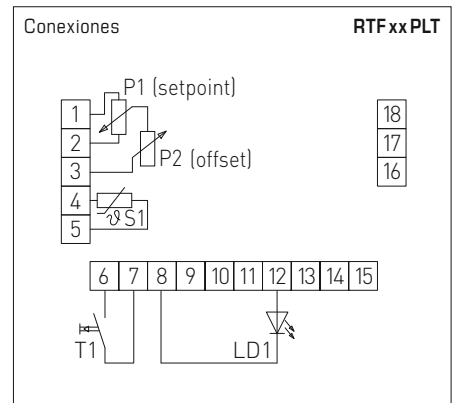 Conexiones RTF xx PLT
P1 (setpoint)
1
2
3
4
5
P2 (offset)
ϑ S1
18
17
16
6 7 8 9 10 11 12 13 14 15
T1
LD1